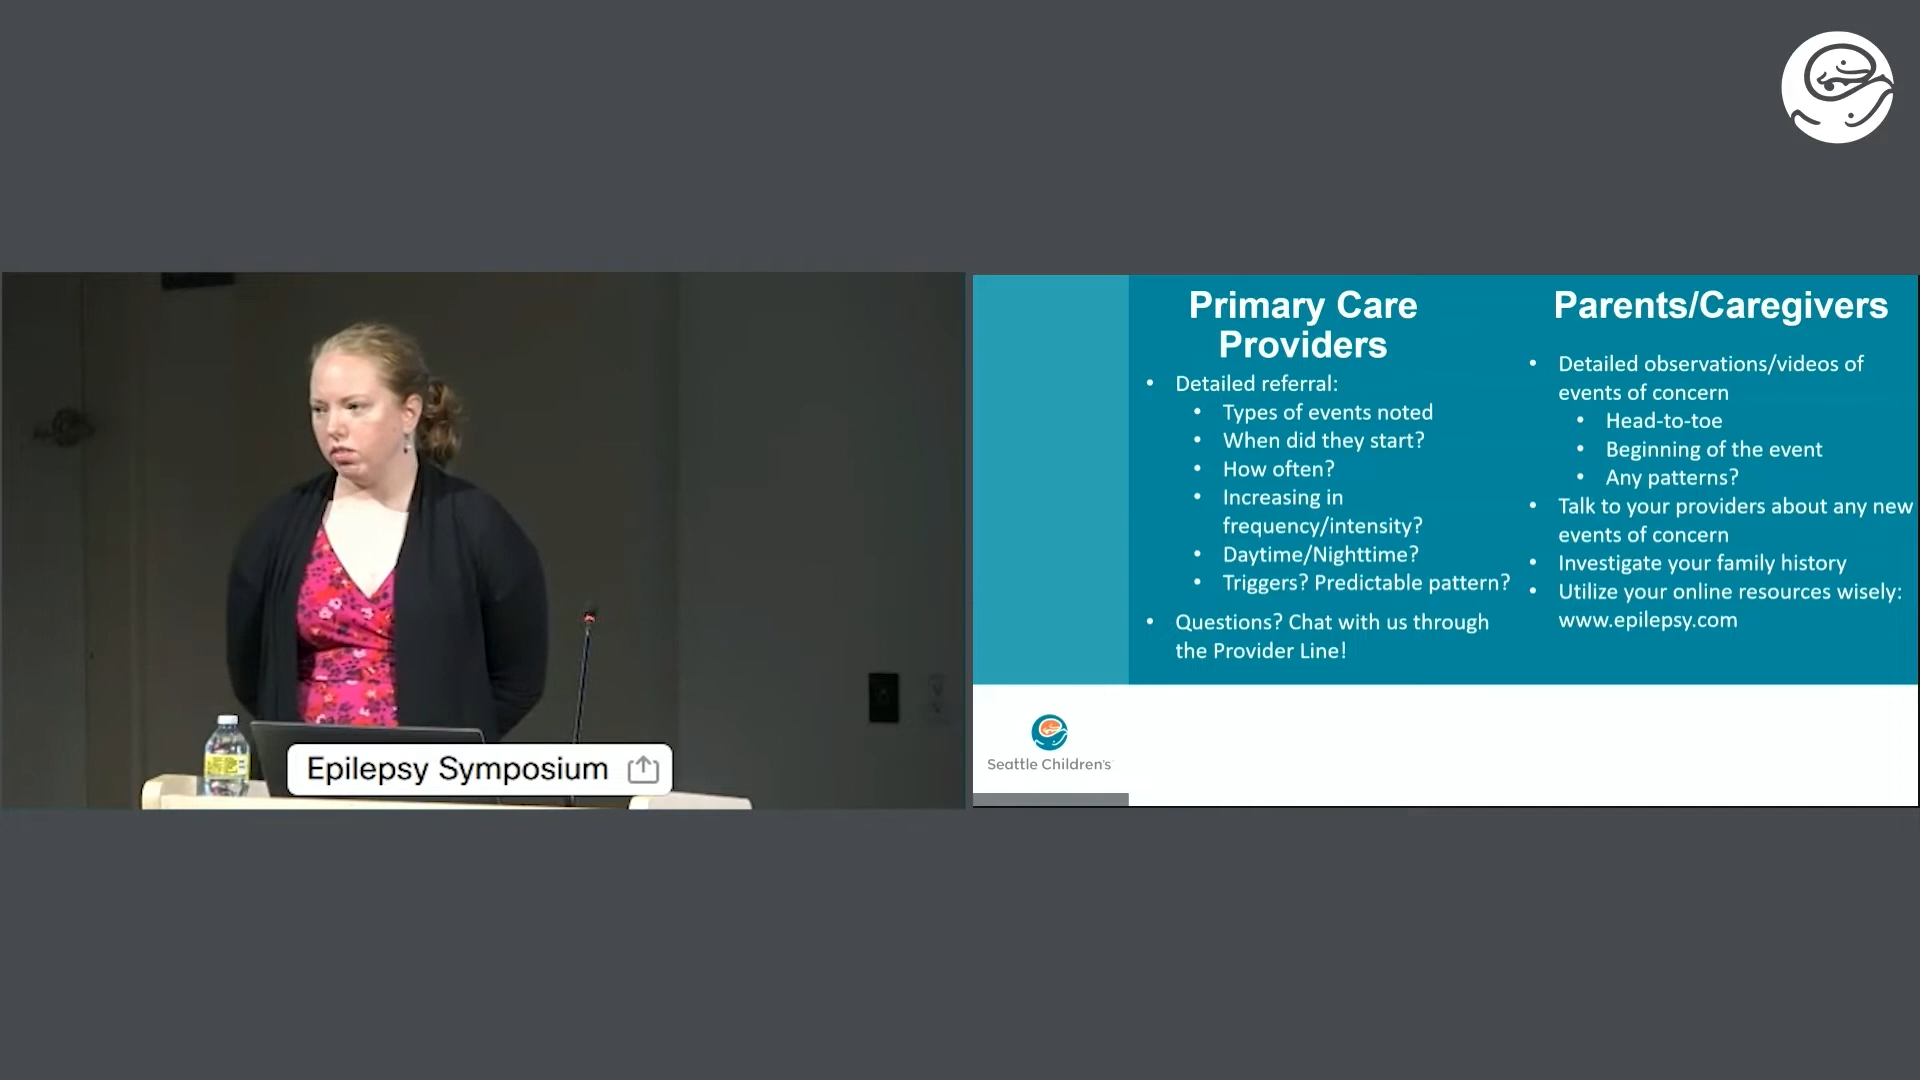 Epilepsy Symposium
Primary Care
Providers
• Detailed referral:
• Types of events noted
• When did they start?
• How often?
• Increasing in
frequency/intensity?
• Daytime/Nighttime?
• Triggers? Predictable pattern?
• Questions? Chat with us through
the Provider Line!
Parents/Caregivers
• Detailed observations/videos of
events of concern
• Head-to-toe
• Beginning of the event
• Any patterns?
• Talk to your providers about any new
events of concern
• Investigate your family history
• Utilize your online resources wisely:
www.epilepsy.com
Seattle Children's